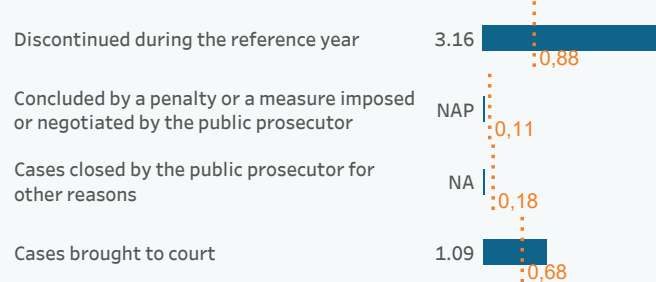 Discontinued during the reference year 3.16
0,88
Concluded by a penalty or a measure imposed
or negotiated by the public prosecutor
NAP
0,11
Cases closed by the public prosecutor for
other reasons
NA
0,18
Cases brought to court 1.09
0,68